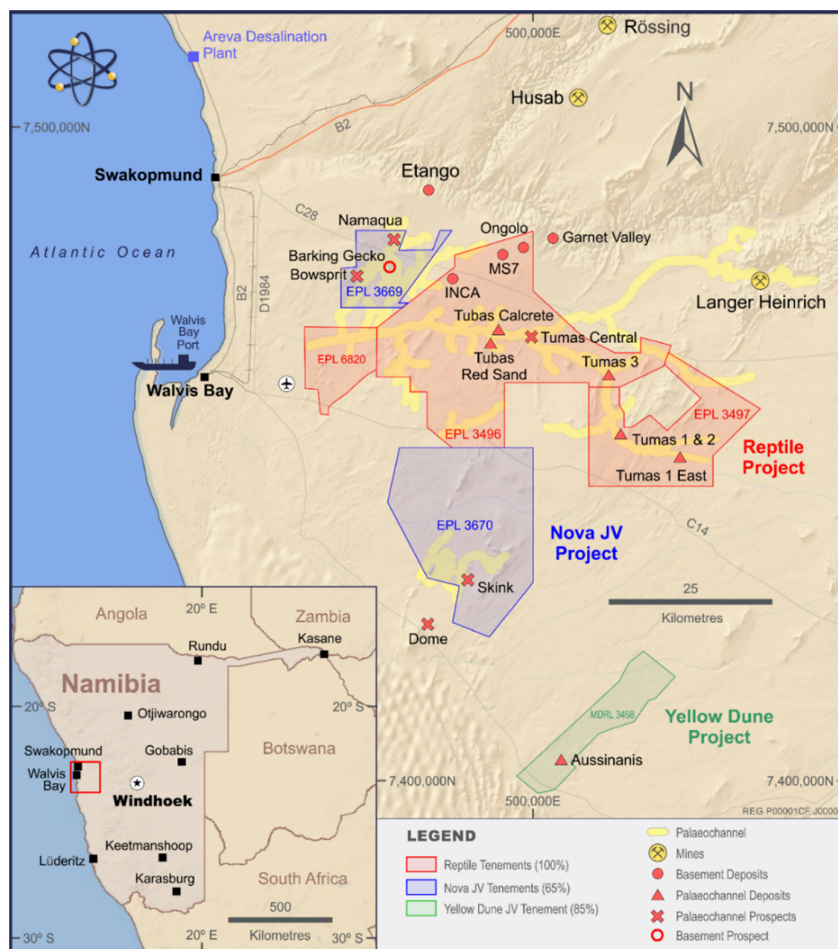 Areva Desalination
Plant
500,000E
Rössing
Husab
N
7,500,000N
7,500,000N
B2
Swakopmund
Etango
C28
Namaqua
Ongolo
Garnet Valley
Atlantic Ocean
Barking Gecko
MS7
Bowsprit
EPL 3669
INCA
Langer Heinrich
B2
D1984
Tubas Calcrete
Walvis
Bay
Port
Tumas Central
EPL 6820
Tubas
Red Sand
Tumas 3
Walvis Bay
EPL 3497
EPL 3496
Tumas 1 & 2
Reptile
Project
Tumas 1 East
C14
EPL 3670
Nova JV
Project
Skink
25
Kilometres
Dome
MDRL 3498
Yellow Dune
Project
Aussinanis
7,400,000N
7,400,000N
500,000E
REG P00001CF J0000
20° E
Angola
Zambia
Rundu
Kasane
Namibia
20° S
20° S
Otjiwarongo
Botswana
Swakopmund
Gobabis
Walvis
Bay
Windhoek
Keetmanshoop
Lüderitz
Karasburg
South Africa
500
Kilometres
30° S
20° E
30° S
LEGEND
Reptile Tenements (100%)
Nova JV Tenements (65%)
Yellow Dune JV Tenement (85%)
Palaeochannel
Mines
Basement Deposits
Palaeochannel Deposits
Palaeochannel Prospects
Basement Prospect